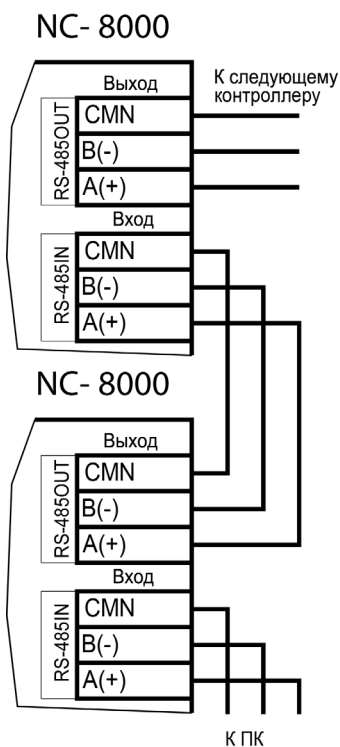 NC- 8000
Выход
К следующему
контроллеру
RS-485OUT
CMN
B(-)
A(+)
Вход
RS-485IN
CMN
B(-)
A(+)
NC- 8000
Выход
RS-485OUT
CMN
B(-)
A(+)
Вход
RS-485IN
CMN
B(-)
A(+)
К ПК